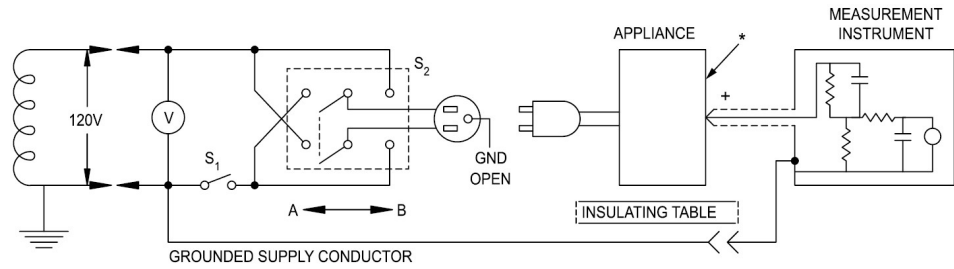 MEASUREMENT
INSTRUMENT
APPLIANCE
*
S2
+
120V
V
S1
GND
OPEN
A
B
INSULATING TABLE
GROUNDED SUPPLY CONDUCTOR